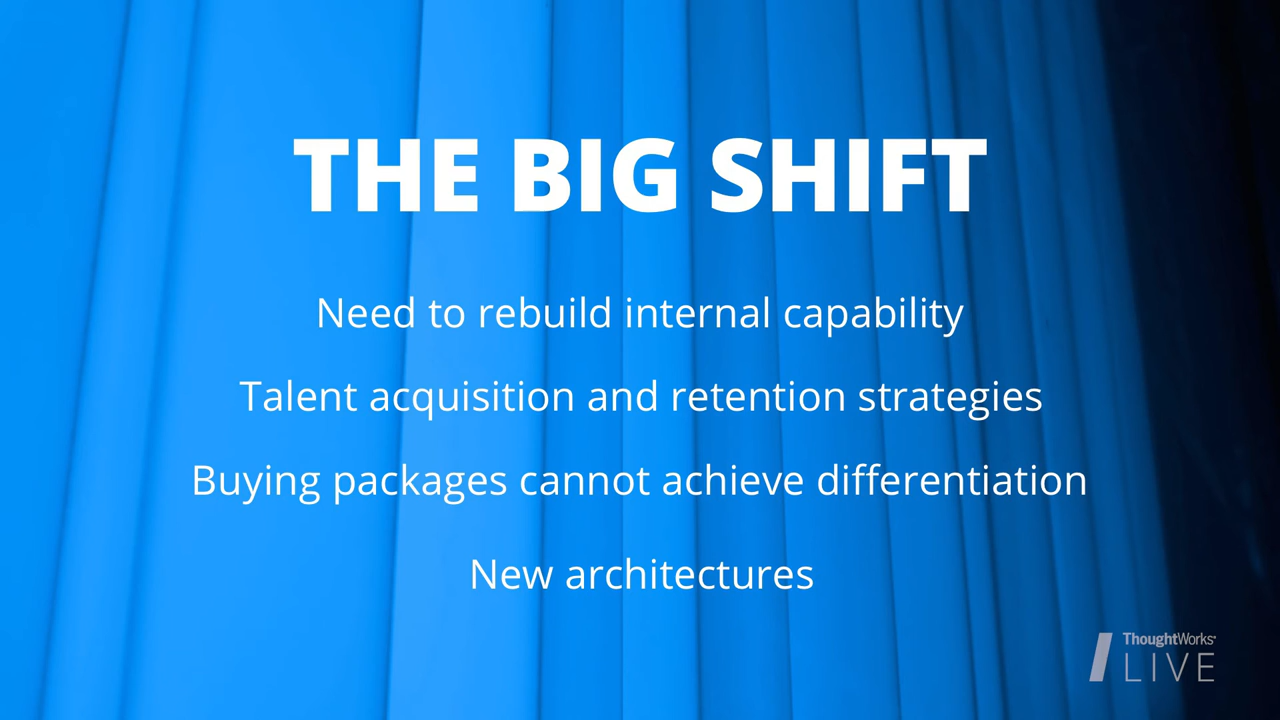 THE BIG SHIFT
Need to rebuild internal capability
Talent acquisition and retention strategies
Buying packages cannot achieve differentiation
New architectures
ThoughtWorks®
LIVE